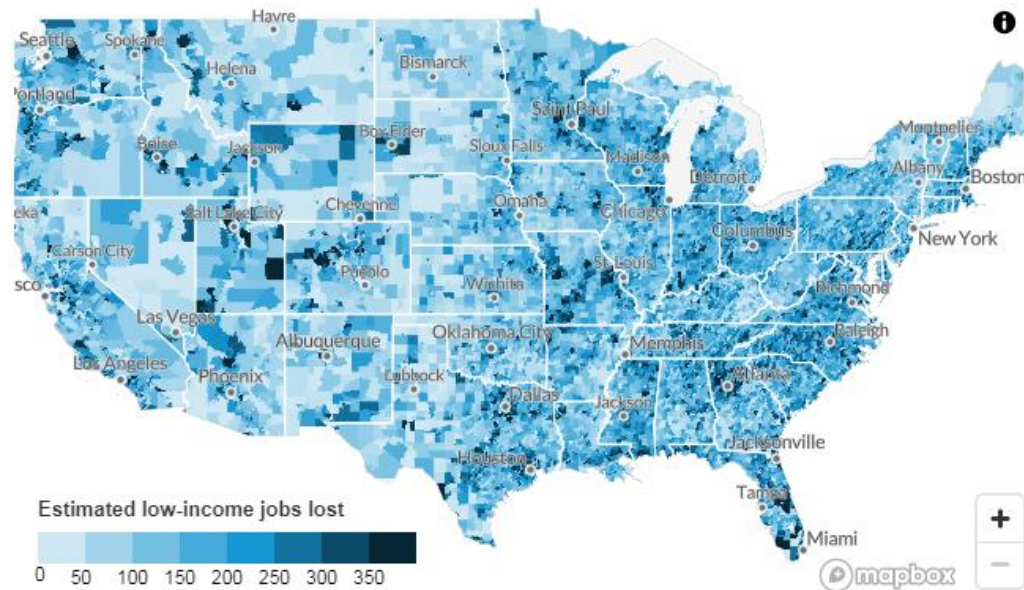 Havre
Seattle
Spokane
Helena
Bismarck
Portland
Saint Paul
Box Elder
Boise
Jackson
Sioux Falls
Madison
Montpelier
Detroit
Albany
Boston
eka
Salt Lake City
Cheyenne
Omaha
Chicago
Columbus
New York
Carson City
sco
Pueblo
St. Louis
Wichita
Richmond
Las Vegas
Oklahoma City
Memphis
Raleigh
Albuquerque
Los Angeles
Phoenix
Lubbock
Atlanta
Dallas
Jackson
Jacksonville
Houston
Tampa
Miami
Estimated low-income jobs lost
0 50 100 150 200 250 300 350
mapbox